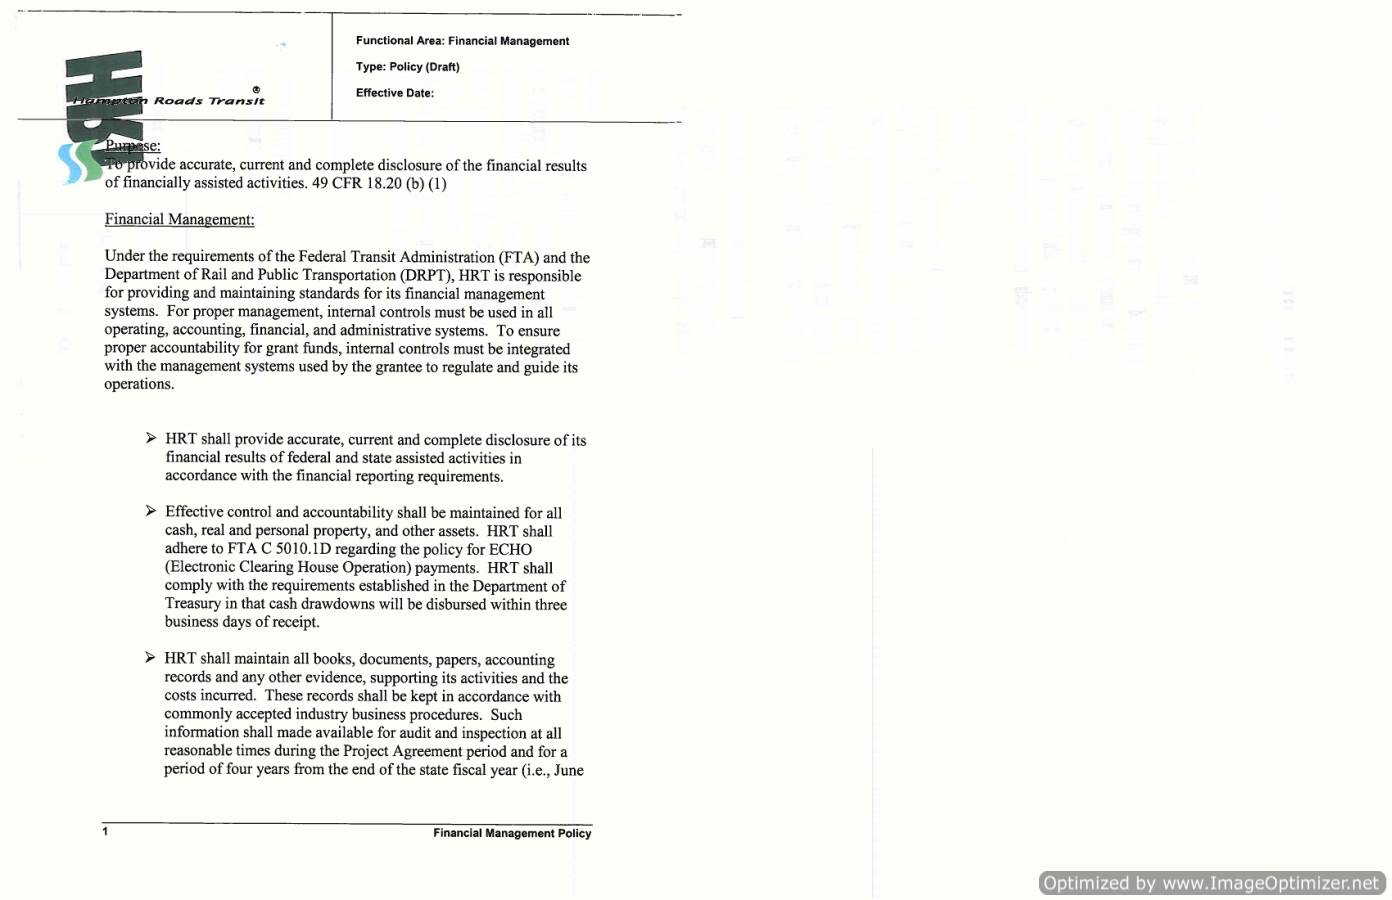 HRT
Hampton Roads Transit ®
Functional Area: Financial Management
Type: Policy (Draft)
Effective Date:
Purpose:
To provide accurate, current and complete disclosure of the financial results
of financially assisted activities. 49 CFR 18.20 (b) (1)
Financial Management:
Under the requirements of the Federal Transit Administration (FTA) and the
Department of Rail and Public Transportation (DRPT), HRT is responsible
for providing and maintaining standards for its financial management
systems. For proper management, internal controls must be used in all
operating, accounting, financial, and administrative systems. To ensure
proper accountability for grant funds, internal controls must be integrated
with the management systems used by the grantee to regulate and guide its
operations.
➢ HRT shall provide accurate, current and complete disclosure of its
financial results of federal and state assisted activities in
accordance with the financial reporting requirements.
➢ Effective control and accountability shall be maintained for all
cash, real and personal property, and other assets. HRT shall
adhere to FTA C 5010.1D regarding the policy for ECHO
(Electronic Clearing House Operation) payments. HRT shall
comply with the requirements established in the Department of
Treasury in that cash drawdowns will be disbursed within three
business days of receipt.
➢ HRT shall maintain all books, documents, papers, accounting
records and any other evidence, supporting its activities and the
costs incurred. These records shall be kept in accordance with
commonly accepted industry business procedures. Such
information shall made available for audit and inspection at all
reasonable times during the Project Agreement period and for a
period of four years from the end of the state fiscal year (i.e., June
1 Financial Management Policy
Optimized by www.ImageOptimizer.net